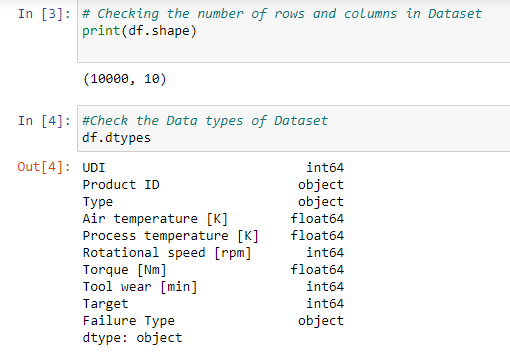 In [3]: # Checking the number of rows and columns in Dataset
print(df.shape)
(10000, 10)
In [4]: #Check the Data types of Dataset
df.dtypes
Out[4]: UDI int64
Product ID object
Type object
Air temperature [K] float64
Process temperature [K] float64
Rotational speed [rpm] int64
Torque [Nm] float64
Tool wear [min] int64
Target int64
Failure Type object
dtype: object